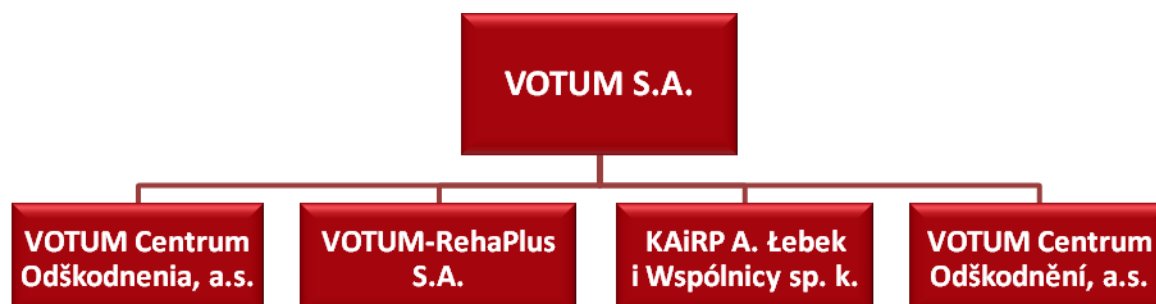 VOTUM S.A.
VOTUM Centrum
Odškodnenia, a.s.
VOTUM-RehaPlus
S.A.
KAiRP A. Łebek
i Wspólnicy sp. k.
VOTUM Centrum
Odškodnění, a.s.